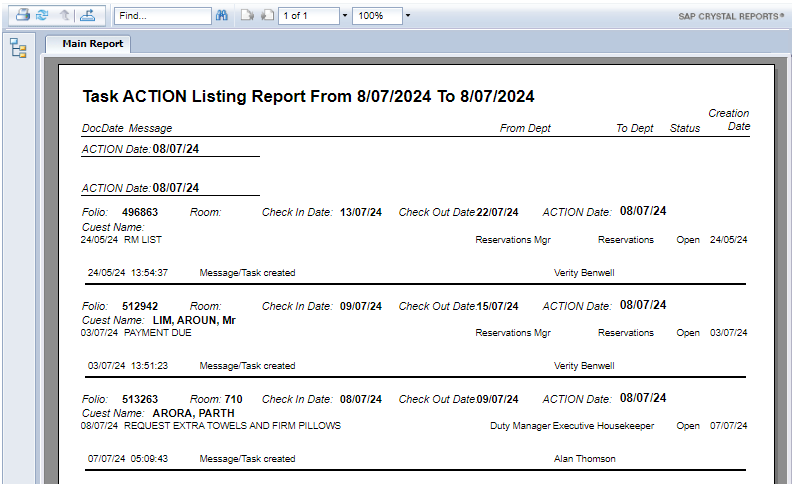 Find...
1 of 1
100%
SAP CRYSTAL REPORTS®
Main Report
Task ACTION Listing Report From 8/07/2024 To 8/07/2024
DocDate Message From Dept To Dept Status Creation Date
ACTION Date: 08/07/24
ACTION Date: 08/07/24
Folio: 496863 Room: Check In Date: 13/07/24 Check Out Date: 22/07/24 ACTION Date: 08/07/24
Cuest Name:
24/05/24 RM LIST Reservations Mgr Reservations Open 24/05/24
24/05/24 13:54:37 Message/Task created Verity Benwell
Folio: 512942 Room: Check In Date: 09/07/24 Check Out Date: 15/07/24 ACTION Date: 08/07/24
Cuest Name: LIM, AROUN, Mr
03/07/24 PAYMENT DUE Reservations Mgr Reservations Open 03/07/24
03/07/24 13:51:23 Message/Task created Verity Benwell
Folio: 513263 Room: 710 Check In Date: 08/07/24 Check Out Date: 09/07/24 ACTION Date: 08/07/24
Cuest Name: ARORA, PARTH
08/07/24 REQUEST EXTRA TOWELS AND FIRM PILLOWS Duty Manager Executive Housekeeper Open 07/07/24
07/07/24 05:09:43 Message/Task created Alan Thomson